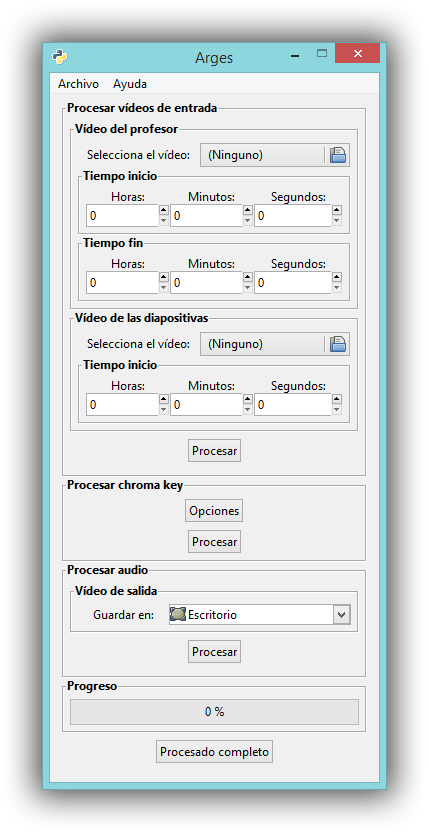 Arges
Archivo Ayuda
Procesar vídeos de entrada
Vídeo del profesor
Selecciona el vídeo: (Ninguno)
Tiempo inicio
Horas: Minutos: Segundos:
0 0 0
Tiempo fin
Horas: Minutos: Segundos:
0 0 0
Vídeo de las diapositivas
Selecciona el vídeo: (Ninguno)
Tiempo inicio
Horas: Minutos: Segundos:
0 0 0
Procesar
Procesar chroma key
Opciones
Procesar
Procesar audio
Vídeo de salida
Guardar en: Escritorio
Procesar
Progreso
0 %
Procesado completo